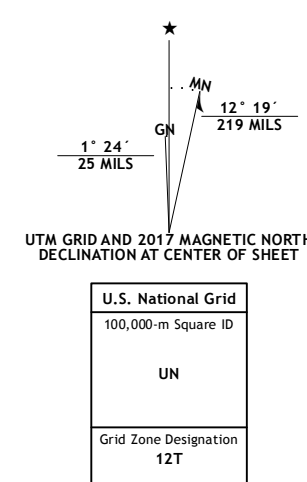 ★
MN
GN
12° 19´
219 MILS
1° 24´
25 MILS
UTM GRID AND 2017 MAGNETIC NORTH
DECLINATION AT CENTER OF SHEET
U.S. National Grid
100,000-m Square ID
UN
Grid Zone Designation
12T